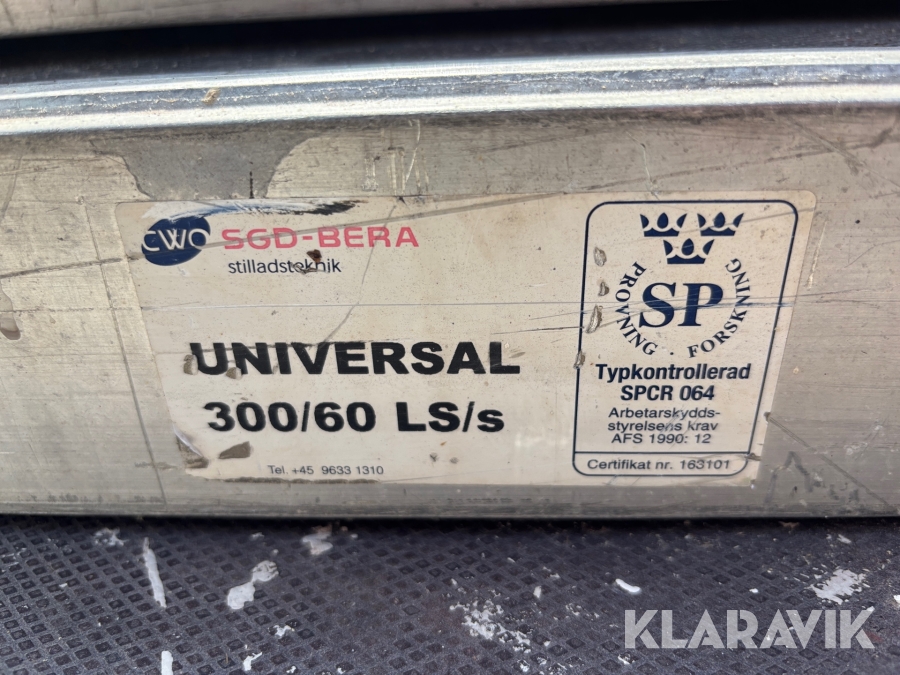 CWO SGD-BERA
stilladsteknik
UNIVERSAL
300/60 LS/s
Tel. +45 9633 1310
SP
PROVNING · FORSKNING
Typkontrollerad
SPCR 064
Arbetarskydds-
styrelsens krav
AFS 1990: 12
Certifikat nr. 163101
KLARAVIK